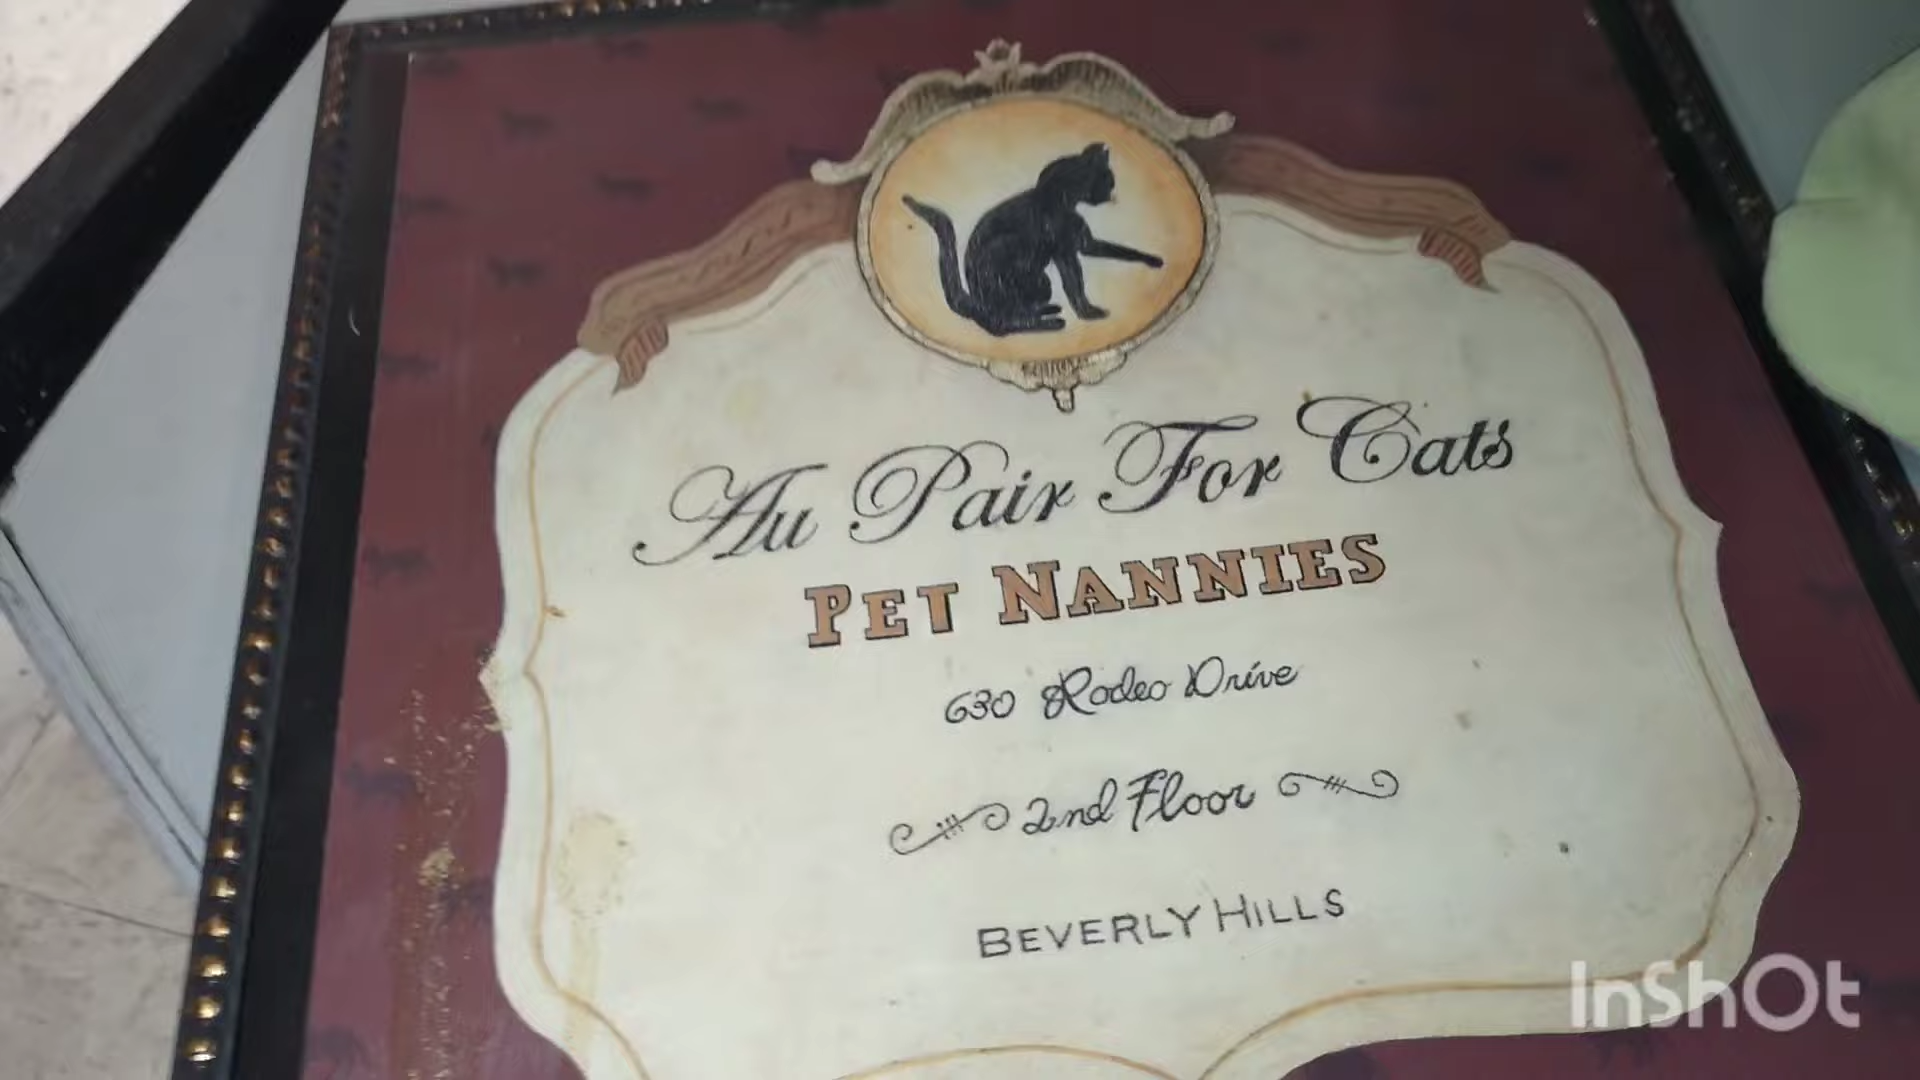 Au Pair For Cats
PET NANNIES
630 Rodeo Drive
2nd Floor
BEVERLY HILLS
InShOt